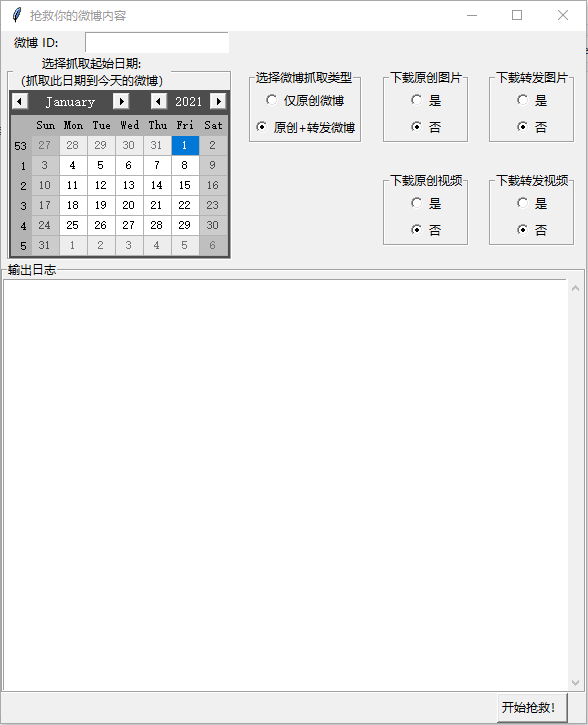 抢救你的微博内容
微博 ID:
选择抓取起始日期:
（抓取此日期到今天的微博）
January 2021
Sun Mon Tue Wed Thu Fri Sat
53 27 28 29 30 31 1 2
1 3 4 5 6 7 8 9
2 10 11 12 13 14 15 16
3 17 18 19 20 21 22 23
4 24 25 26 27 28 29 30
5 31 1 2 3 4 5 6
选择微博抓取类型
仅原创微博
原创+转发微博
下载原创图片
是
否
下载转发图片
是
否
下载原创视频
是
否
下载转发视频
是
否
输出日志
开始抢救!